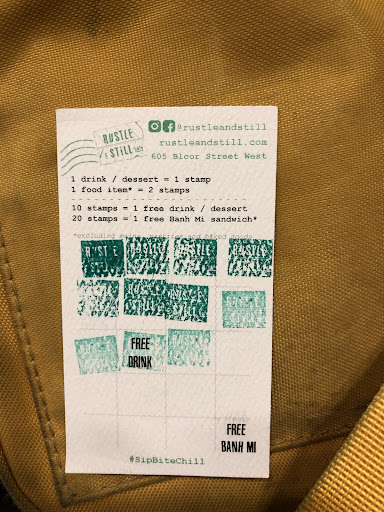 RUSTLE
& STiLL
@rustleandstill
rustleandstill.com
605 Bloor Street West
1 drink / dessert = 1 stamp
1 food item* = 2 stamps
10 stamps = 1 free drink / dessert
20 stamps = 1 free Banh Mi sandwich*
*excluding
FREE
DRINK
FREE
BANH MI
#SipBiteChill